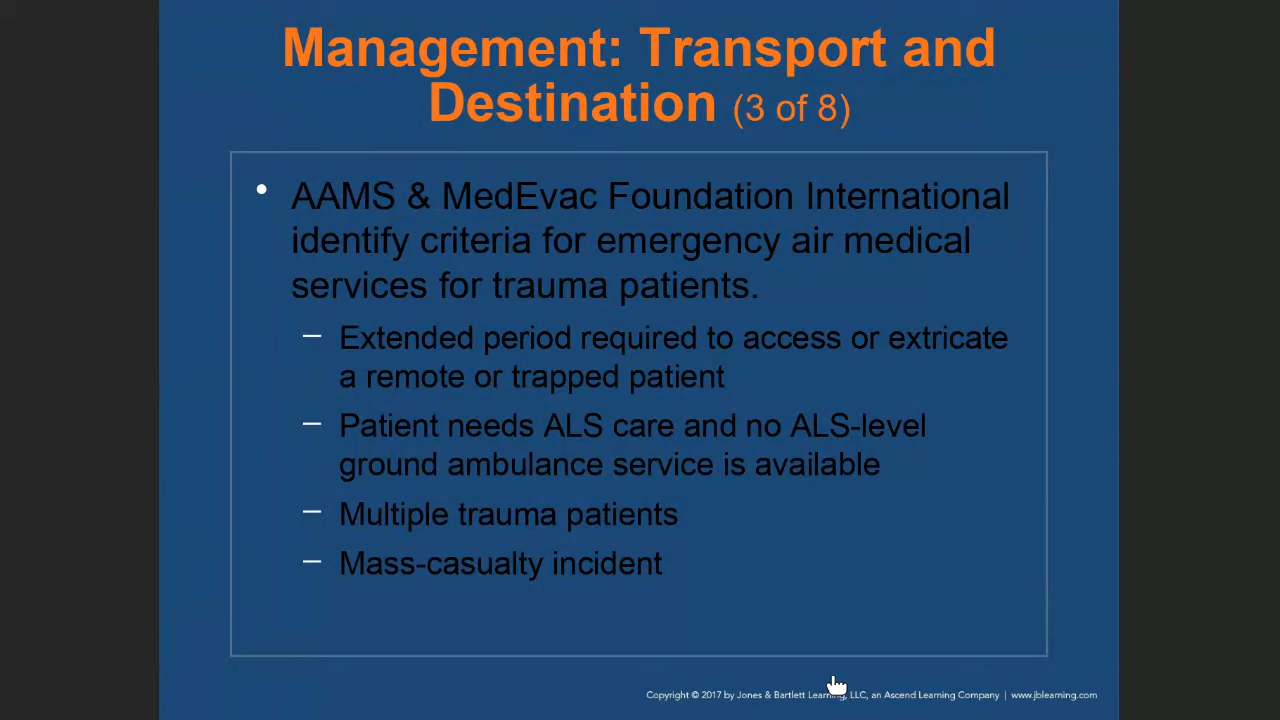 Management: Transport and
Destination (3 of 8)
• AAMS & MedEvac Foundation International
identify criteria for emergency air medical
services for trauma patients.
– Extended period required to access or extricate
a remote or trapped patient
– Patient needs ALS care and no ALS-level
ground ambulance service is available
– Multiple trauma patients
– Mass-casualty incident
Copyright © 2017 by Jones & Bartlett Learning, LLC, an Ascend Learning Company | www.jblearning.com